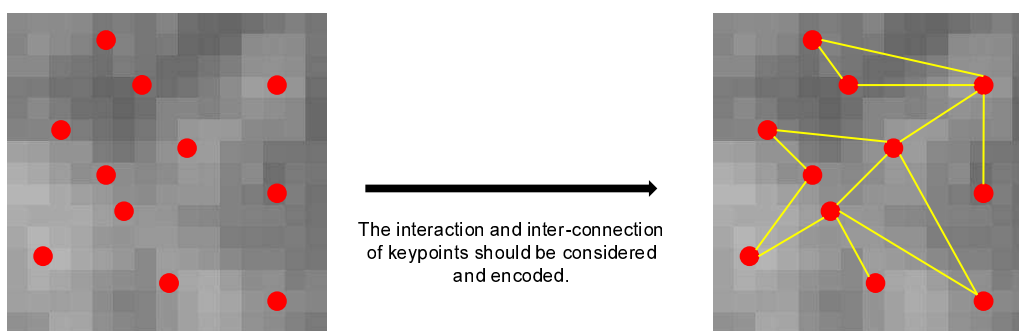 The interaction and inter-connection
of keypoints should be considered
and encoded.